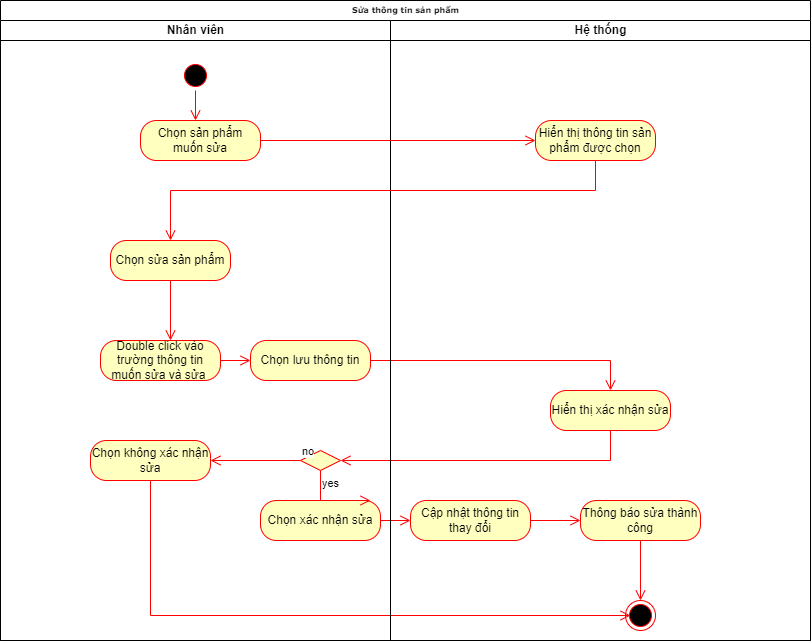 Sửa thông tin sản phẩm
Nhân viên
Hệ thống
Chọn sản phẩm
muốn sửa
Hiển thị thông tin sản
phẩm được chọn
Chọn sửa sản phẩm
Double click vào
trường thông tin
muốn sửa và sửa
Chọn lưu thông tin
Hiển thị xác nhận sửa
Chọn không xác nhận
sửa
no
yes
Chọn xác nhận sửa
Cập nhật thông tin
thay đổi
Thông báo sửa thành
công